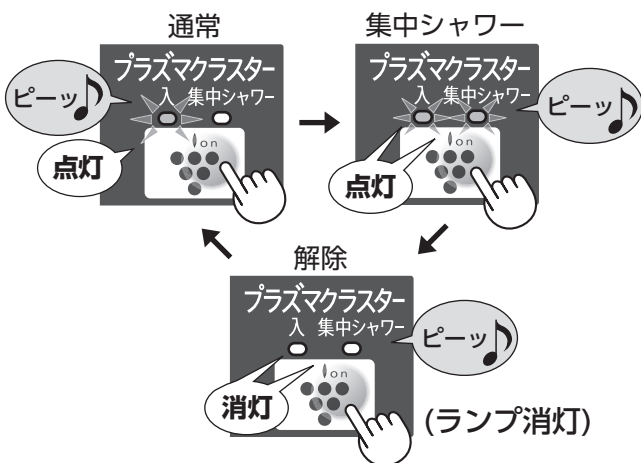 通常
プラズマクラスター
入 集中シャワー
ピーッ
点灯
Ion
集中シャワー
プラズマクラスター
入 集中シャワー
ピーッ
点灯
Ion
解除
プラズマクラスター
入 集中シャワー
ピーッ
消灯
Ion
(ランプ消灯)